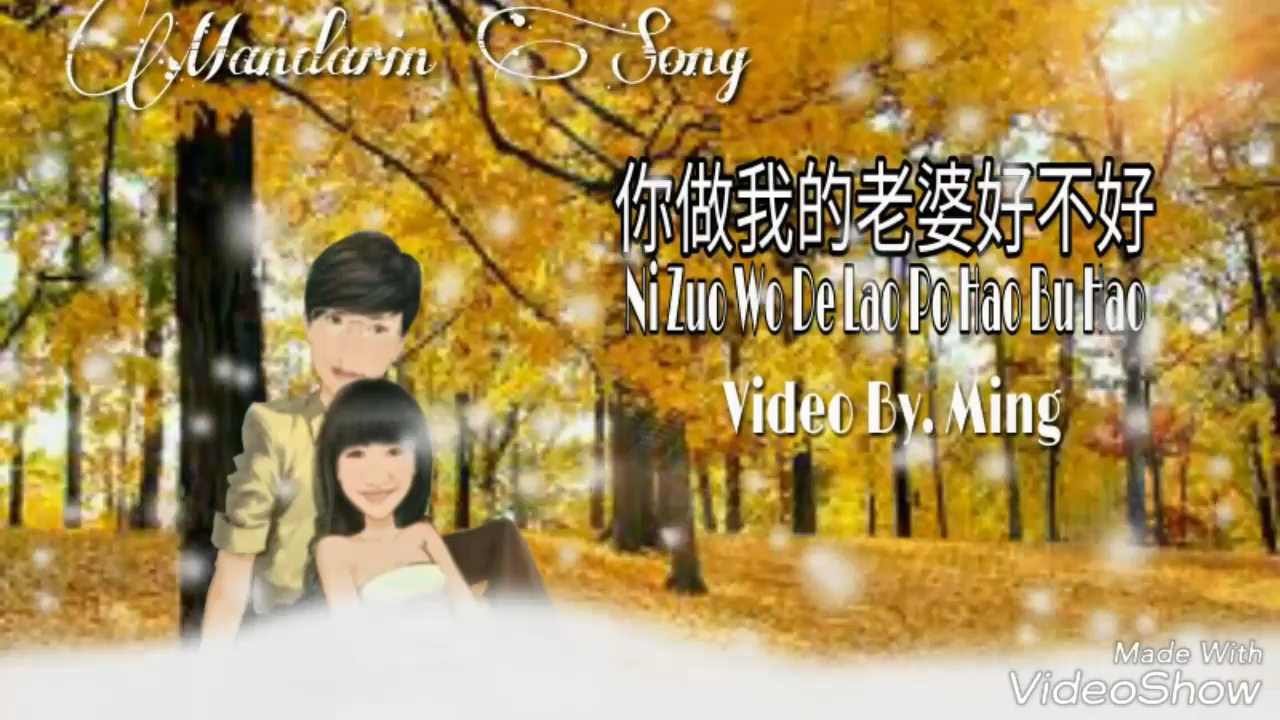 Mandarin Song
你做我的老婆好不好
Ni Zuo Wo De Lao Po Hao Bu Hao
Video By. Ming
Made With
VideoShow